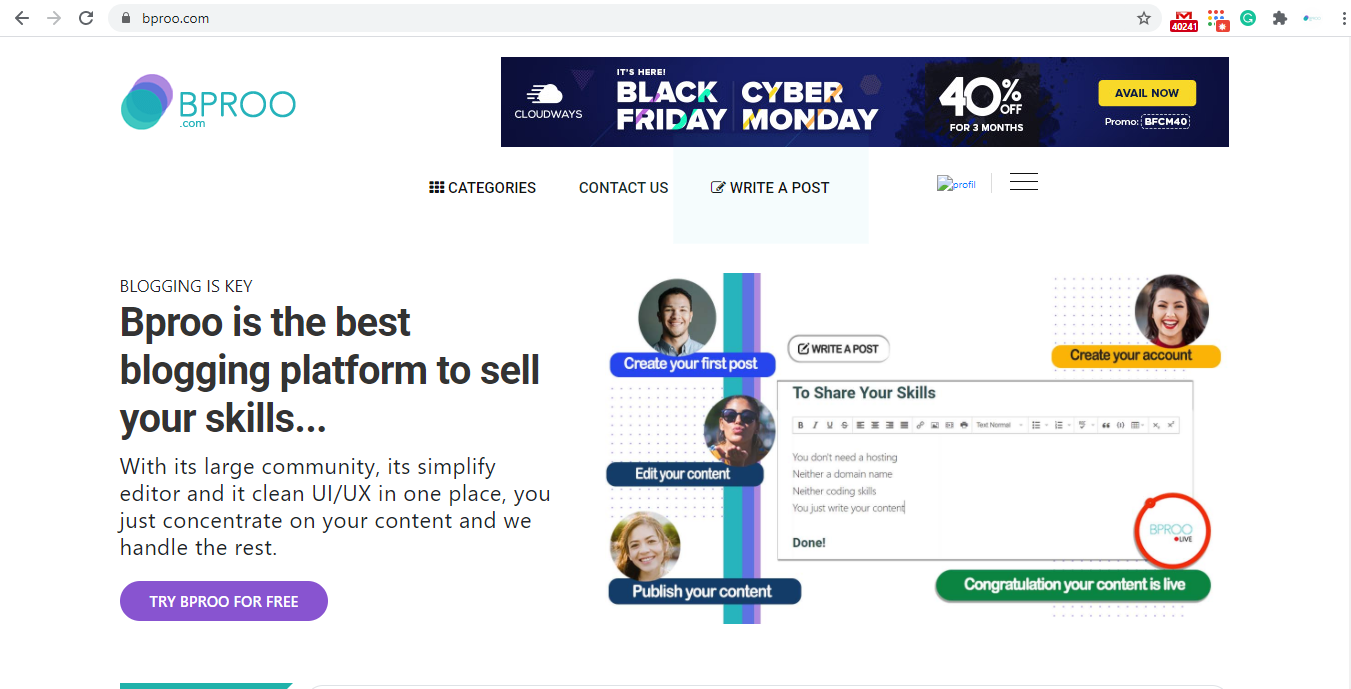 bproo.com
40241
BPROO
.com
CLOUDWAYS
IT'S HERE!
BLACK FRIDAY
CYBER MONDAY
40% OFF
FOR 3 MONTHS
AVAIL NOW
Promo: BFCM40
CATEGORIES
CONTACT US
WRITE A POST
profil
BLOGGING IS KEY
Bproo is the best
blogging platform to sell
your skills...
With its large community, its simplify
editor and it clean UI/UX in one place, you
just concentrate on your content and we
handle the rest.
TRY BPROO FOR FREE
Create your first post
WRITE A POST
Create your account
To Share Your Skills
Text Normal
You don't need a hosting
Neither a domain name
Neither coding skills
You just write your content
Done!
Edit your content
Publish your content
BPROO
LIVE
Congratulation your content is live